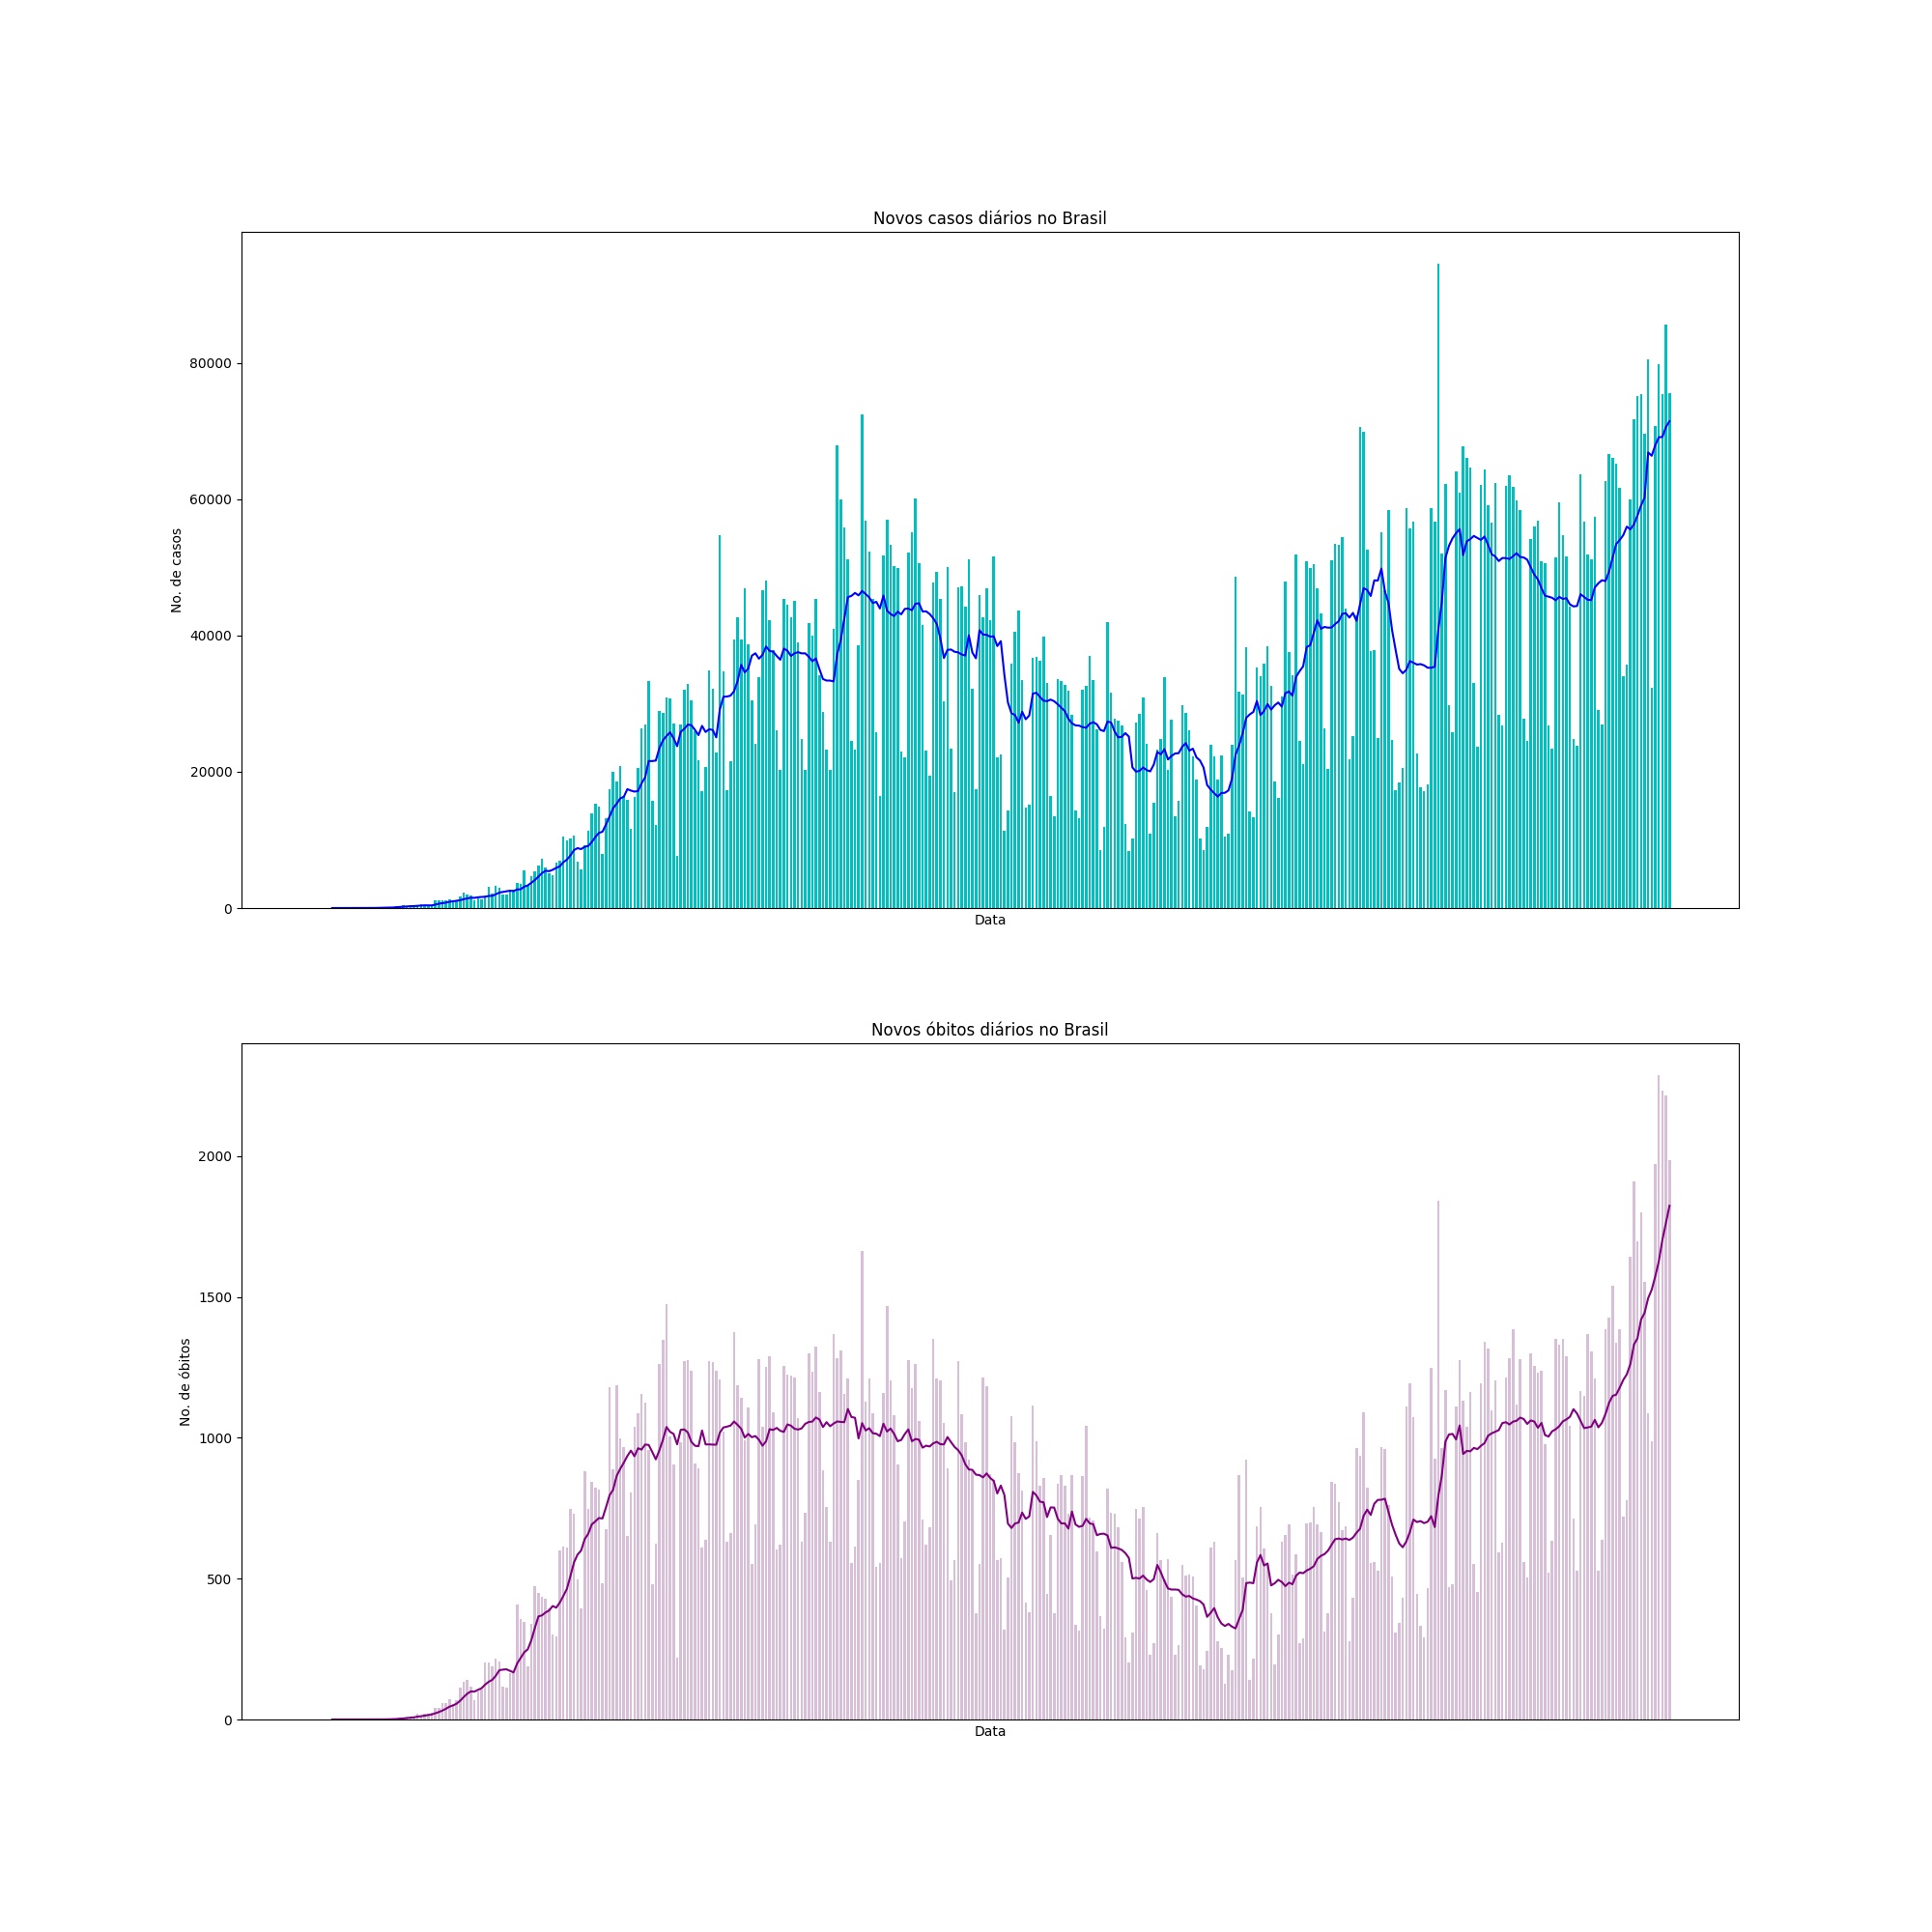 Novos casos diários no Brasil
80000
60000
40000
20000
0
No. de casos
Data
Novos óbitos diários no Brasil
2000
1500
1000
500
0
No. de óbitos
Data